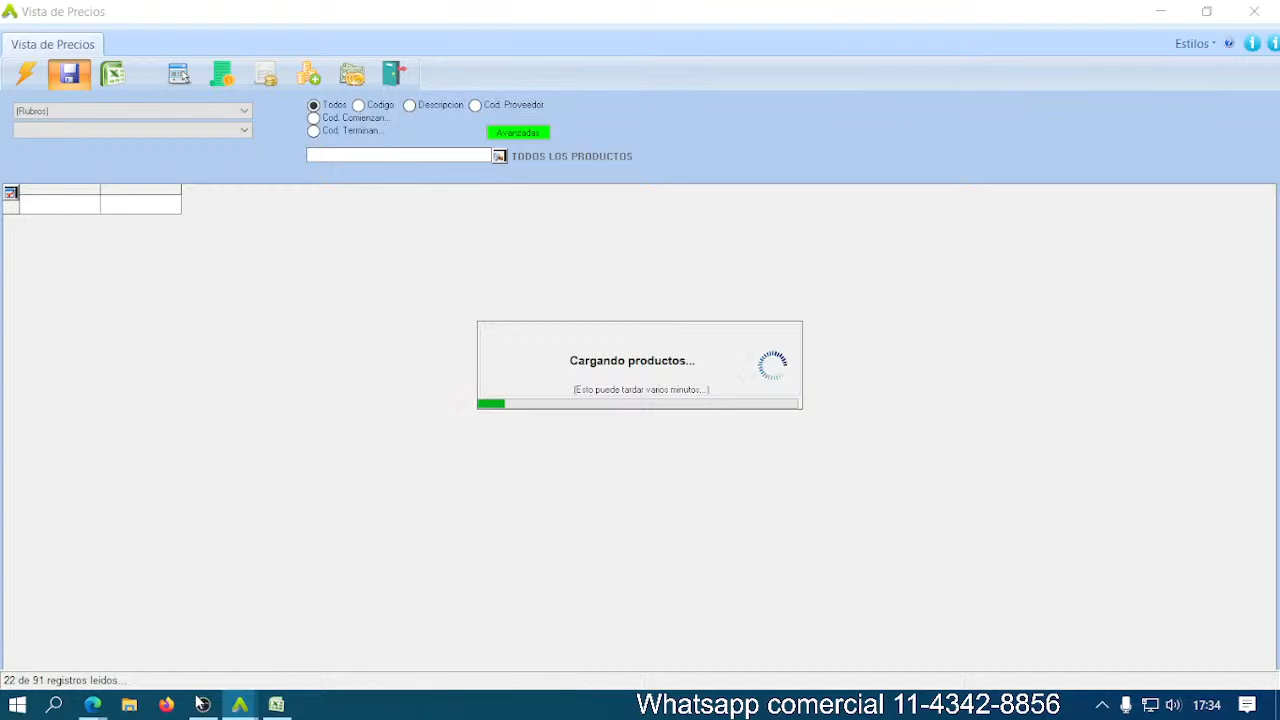 Vista de Precios
Vista de Precios
Estilos
(Rubros)
Todos Codigo Descripcion Cod. Proveedor
Cod. Comienzan...
Cod. Terminan...
Avanzadas
TODOS LOS PRODUCTOS
Cargando productos...
(Esto puede tardar varios minutos...)
22 de 91 registros leidos...
Whatsapp comercial 11-4342-8856
17:34